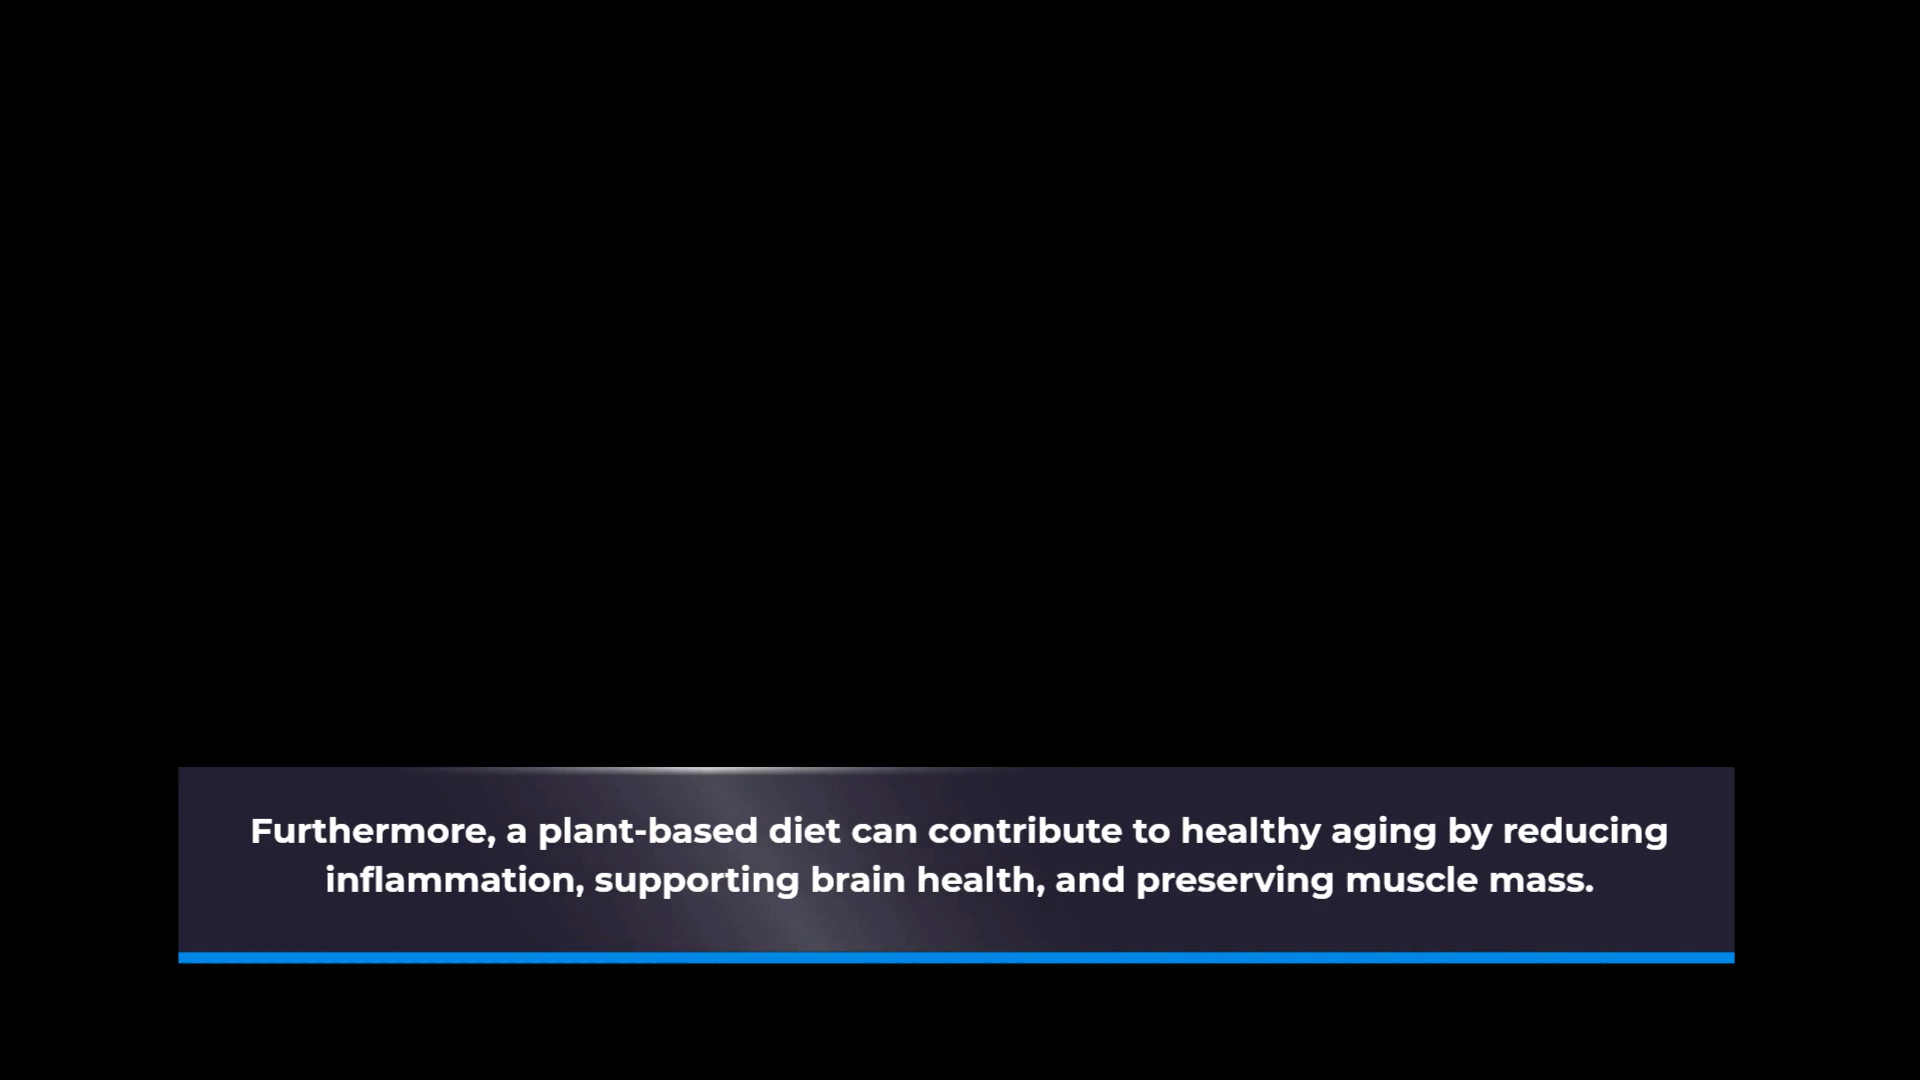 Furthermore, a plant-based diet can contribute to healthy aging by reducing
inflammation, supporting brain health, and preserving muscle mass.